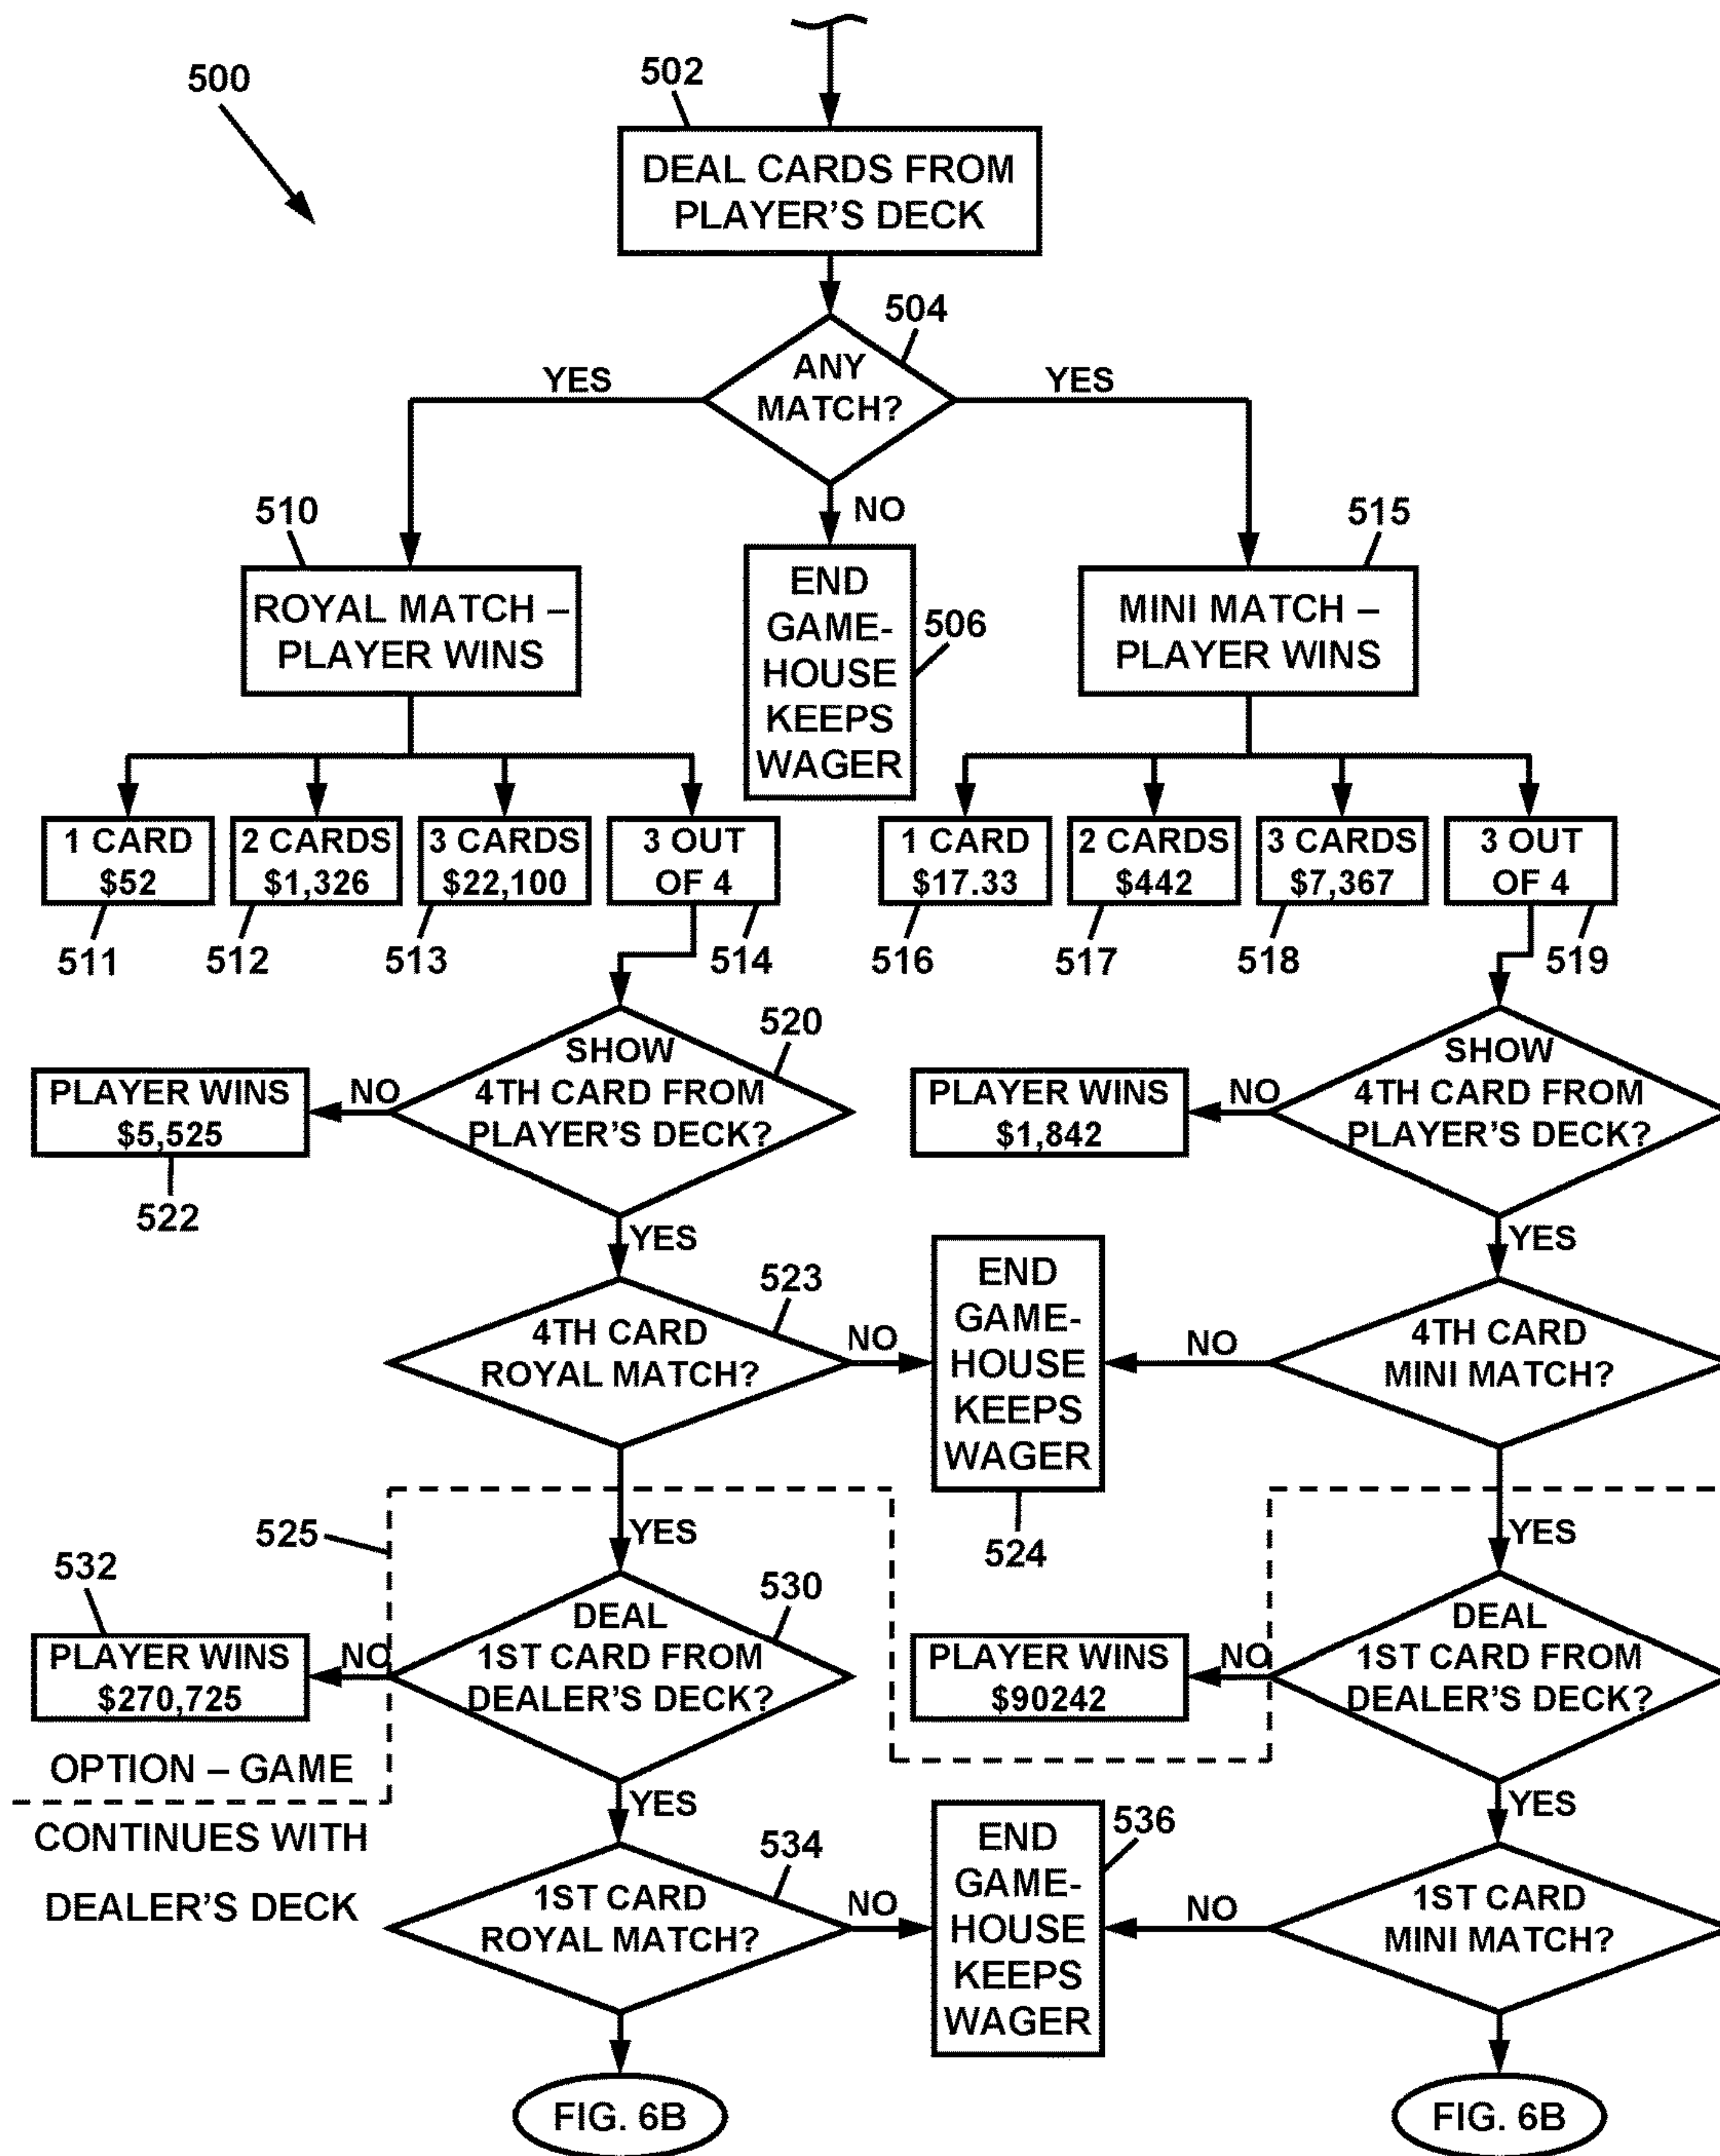 500
502
DEAL CARDS FROM
PLAYER'S DECK
504
ANY
MATCH?
YES
YES
NO
510
ROYAL MATCH –
PLAYER WINS
END
GAME-
HOUSE
KEEPS
WAGER
506
515
MINI MATCH –
PLAYER WINS
1 CARD
$52
2 CARDS
$1,326
3 CARDS
$22,100
3 OUT
OF 4
1 CARD
$17.33
2 CARDS
$442
3 CARDS
$7,367
3 OUT
OF 4
511
512
513
514
516
517
518
519
520
SHOW
4TH CARD FROM
PLAYER'S DECK?
NO
PLAYER WINS
$5,525
522
YES
SHOW
4TH CARD FROM
PLAYER'S DECK?
NO
PLAYER WINS
$1,842
YES
523
4TH CARD
ROYAL MATCH?
NO
END
GAME-
HOUSE
KEEPS
WAGER
524
NO
4TH CARD
MINI MATCH?
525
YES
YES
532
PLAYER WINS
$270,725
NO
530
DEAL
1ST CARD FROM
DEALER'S DECK?
PLAYER WINS
$90242
NO
DEAL
1ST CARD FROM
DEALER'S DECK?
OPTION – GAME
CONTINUES WITH
DEALER'S DECK
YES
YES
534
1ST CARD
ROYAL MATCH?
NO
END
GAME-
HOUSE
KEEPS
WAGER
536
NO
1ST CARD
MINI MATCH?
FIG. 6B
FIG. 6B